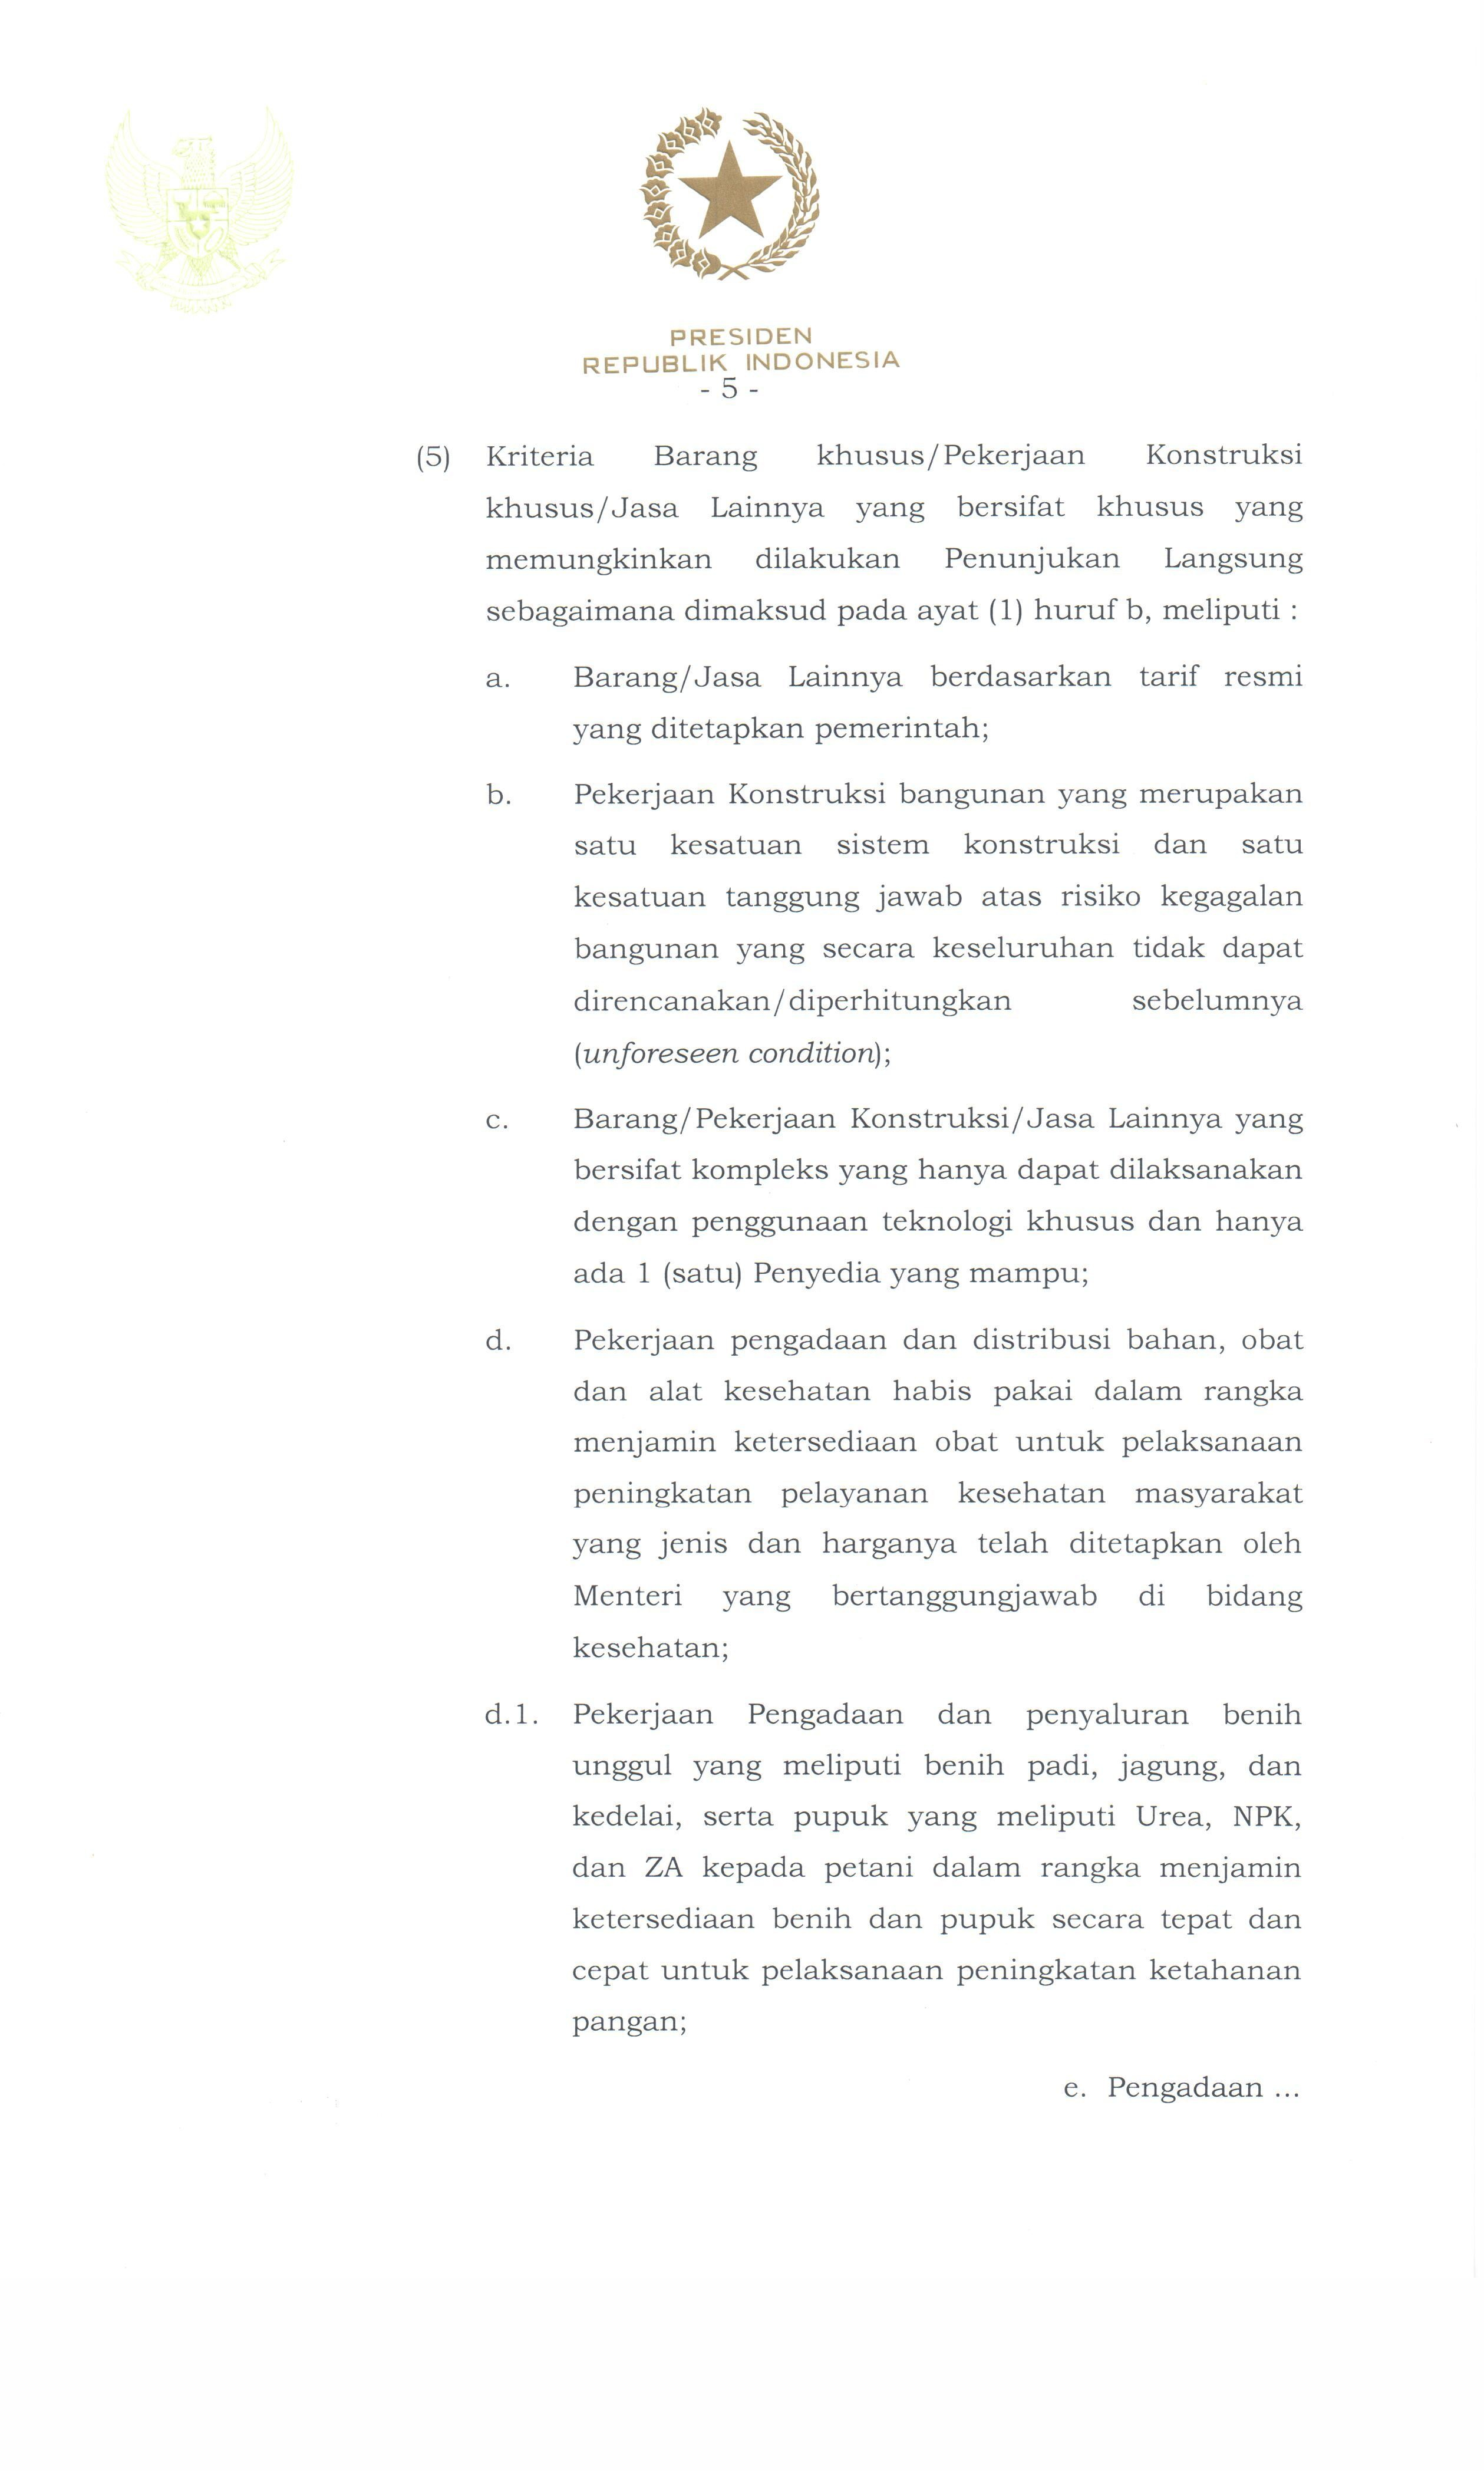 PRESIDEN
REPUBLIK INDONESIA
- 5 -
(5) Kriteria Barang khusus/Pekerjaan Konstruksi
khusus/Jasa Lainnya yang bersifat khusus yang
memungkinkan dilakukan Penunjukan Langsung
sebagaimana dimaksud pada ayat (1) huruf b, meliputi :
a. Barang/Jasa Lainnya berdasarkan tarif resmi
yang ditetapkan pemerintah;
b. Pekerjaan Konstruksi bangunan yang merupakan
satu kesatuan sistem konstruksi dan satu
kesatuan tanggung jawab atas risiko kegagalan
bangunan yang secara keseluruhan tidak dapat
direncanakan/diperhitungkan sebelumnya
(unforeseen condition);
c. Barang/Pekerjaan Konstruksi/Jasa Lainnya yang
bersifat kompleks yang hanya dapat dilaksanakan
dengan penggunaan teknologi khusus dan hanya
ada 1 (satu) Penyedia yang mampu;
d. Pekerjaan pengadaan dan distribusi bahan, obat
dan alat kesehatan habis pakai dalam rangka
menjamin ketersediaan obat untuk pelaksanaan
peningkatan pelayanan kesehatan masyarakat
yang jenis dan harganya telah ditetapkan oleh
Menteri yang bertanggungjawab di bidang
kesehatan;
d.1. Pekerjaan Pengadaan dan penyaluran benih
unggul yang meliputi benih padi, jagung, dan
kedelai, serta pupuk yang meliputi Urea, NPK,
dan ZA kepada petani dalam rangka menjamin
ketersediaan benih dan pupuk secara tepat dan
cepat untuk pelaksanaan peningkatan ketahanan
pangan;
e. Pengadaan ...